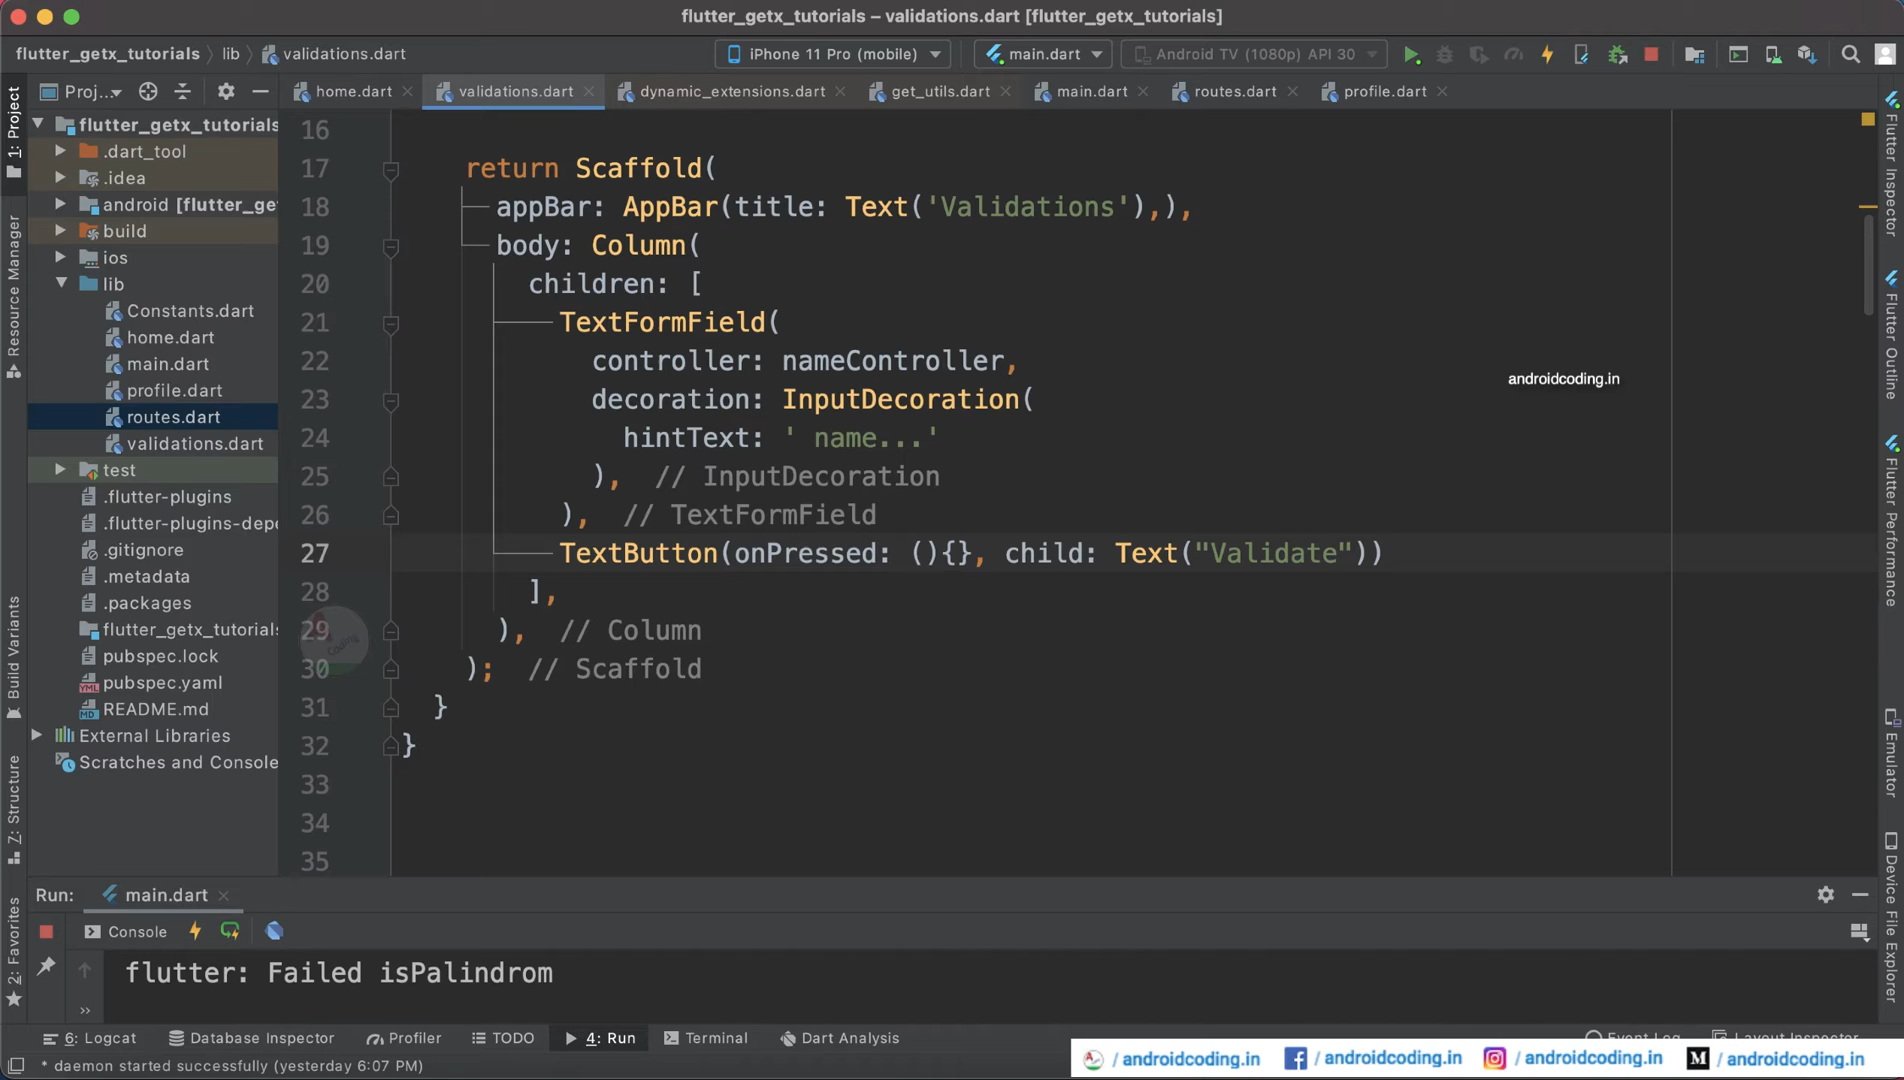 flutter_getx_tutorials – validations.dart [flutter_getx_tutorials]
flutter_getx_tutorials lib validations.dart iPhone 11 Pro (mobile) main.dart Android TV (1080p) API 30
Proj... home.dart validations.dart dynamic_extensions.dart get_utils.dart main.dart routes.dart profile.dart
1: Project
Resource Manager
Build Variants
Z: Structure
2: Favorites
flutter_getx_tutorials
.dart_tool
.idea
android [flutter_ge
build
ios
lib
Constants.dart
home.dart
main.dart
profile.dart
routes.dart
validations.dart
test
.flutter-plugins
.flutter-plugins-depe
.gitignore
.metadata
.packages
flutter_getx_tutorials
pubspec.lock
pubspec.yaml
README.md
External Libraries
Scratches and Console
16
17 return Scaffold(
18 appBar: AppBar(title: Text('Validations'),),
19 body: Column(
20 children: [
21 TextFormField(
22 controller: nameController,
23 decoration: InputDecoration(
24 hintText: ' name...'
25 ), // InputDecoration
26 ), // TextFormField
27 TextButton(onPressed: (){}, child: Text("Validate"))
28 ],
29 ), // Column
30 ); // Scaffold
31 }
32 }
33
34
35
androidcoding.in
Coding
Flutter Inspector
Flutter Outline
Flutter Performance
Emulator
Device File Explorer
Run: main.dart
Console
flutter: Failed isPalindrom
6: Logcat Database Inspector Profiler TODO 4: Run Terminal Dart Analysis Event Log Layout Inspector
* daemon started successfully (yesterday 6:07 PM)
/ androidcoding.in / androidcoding.in / androidcoding.in / androidcoding.in